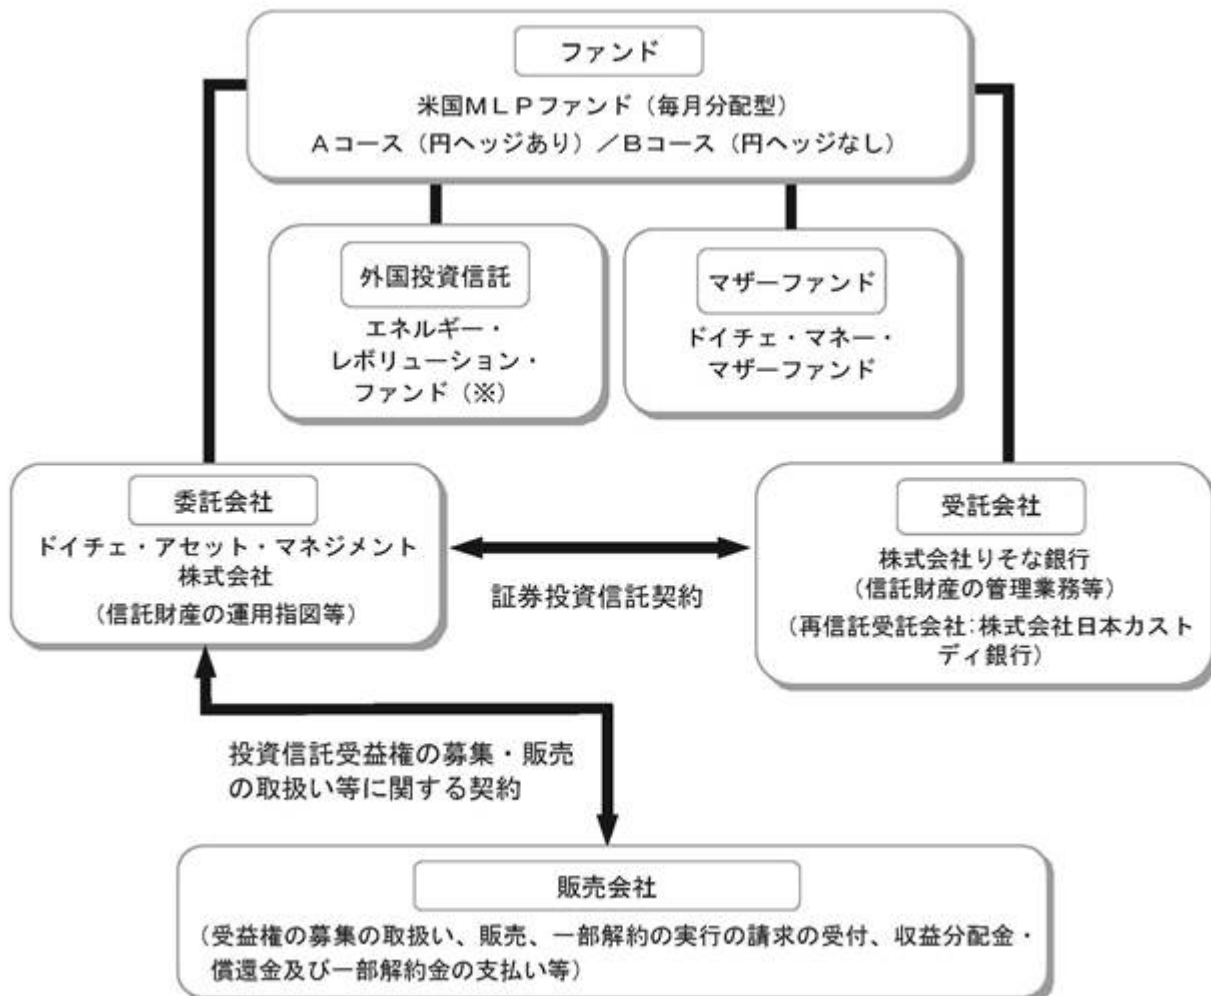 ファンド
米国MLPファンド（毎月分配型）
Aコース（円ヘッジあり）／Bコース（円ヘッジなし）
外国投資信託
エネルギー・
レボリューション・
ファンド（※）
マザーファンド
ドイチェ・マネー・
マザーファンド
委託会社
ドイチェ・アセット・マネジメント
株式会社
（信託財産の運用指図等）
証券投資信託契約
受託会社
株式会社りそな銀行
（信託財産の管理業務等）
（再信託受託会社：株式会社日本カスト
ディ銀行）
投資信託受益権の募集・販売
の取扱い等に関する契約
販売会社
（受益権の募集の取扱い、販売、一部解約の実行の請求の受付、収益分配金・
償還金及び一部解約金の支払い等）